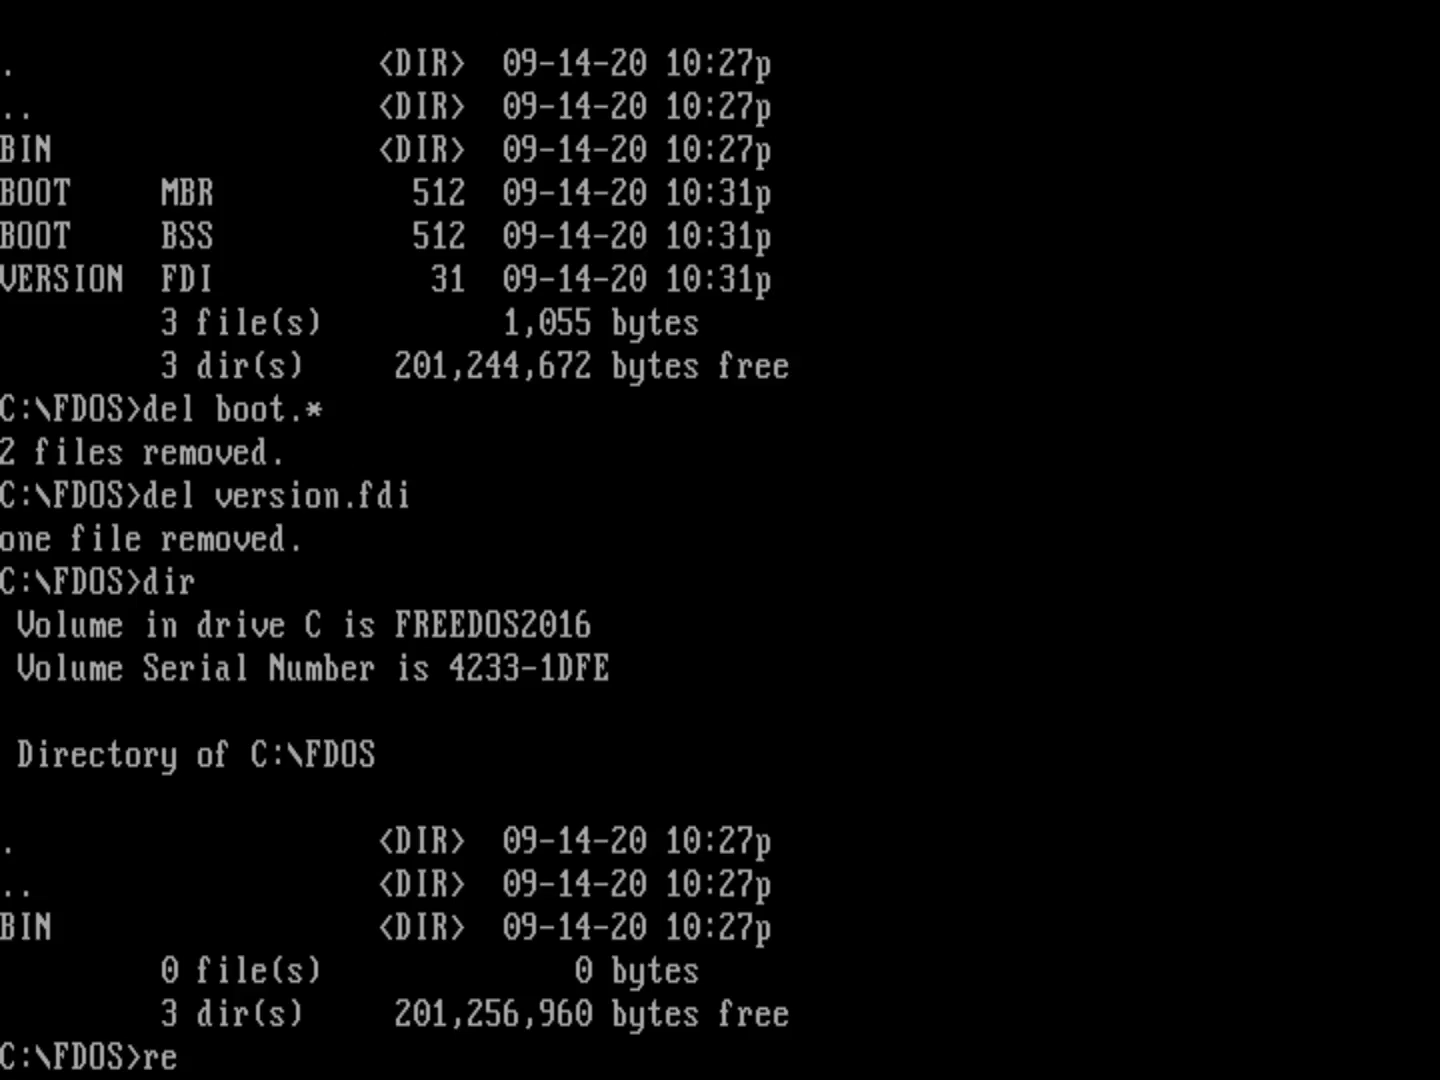 . <DIR> 09-14-20 10:27p
.. <DIR> 09-14-20 10:27p
BIN <DIR> 09-14-20 10:27p
BOOT MBR 512 09-14-20 10:31p
BOOT BSS 512 09-14-20 10:31p
VERSION FDI 31 09-14-20 10:31p
3 file(s) 1,055 bytes
3 dir(s) 201,244,672 bytes free
C:\FDOS>del boot.*
2 files removed.
C:\FDOS>del version.fdi
one file removed.
C:\FDOS>dir
Volume in drive C is FREEDOS2016
Volume Serial Number is 4233-1DFE
Directory of C:\FDOS
. <DIR> 09-14-20 10:27p
.. <DIR> 09-14-20 10:27p
BIN <DIR> 09-14-20 10:27p
0 file(s) 0 bytes
3 dir(s) 201,256,960 bytes free
C:\FDOS>re